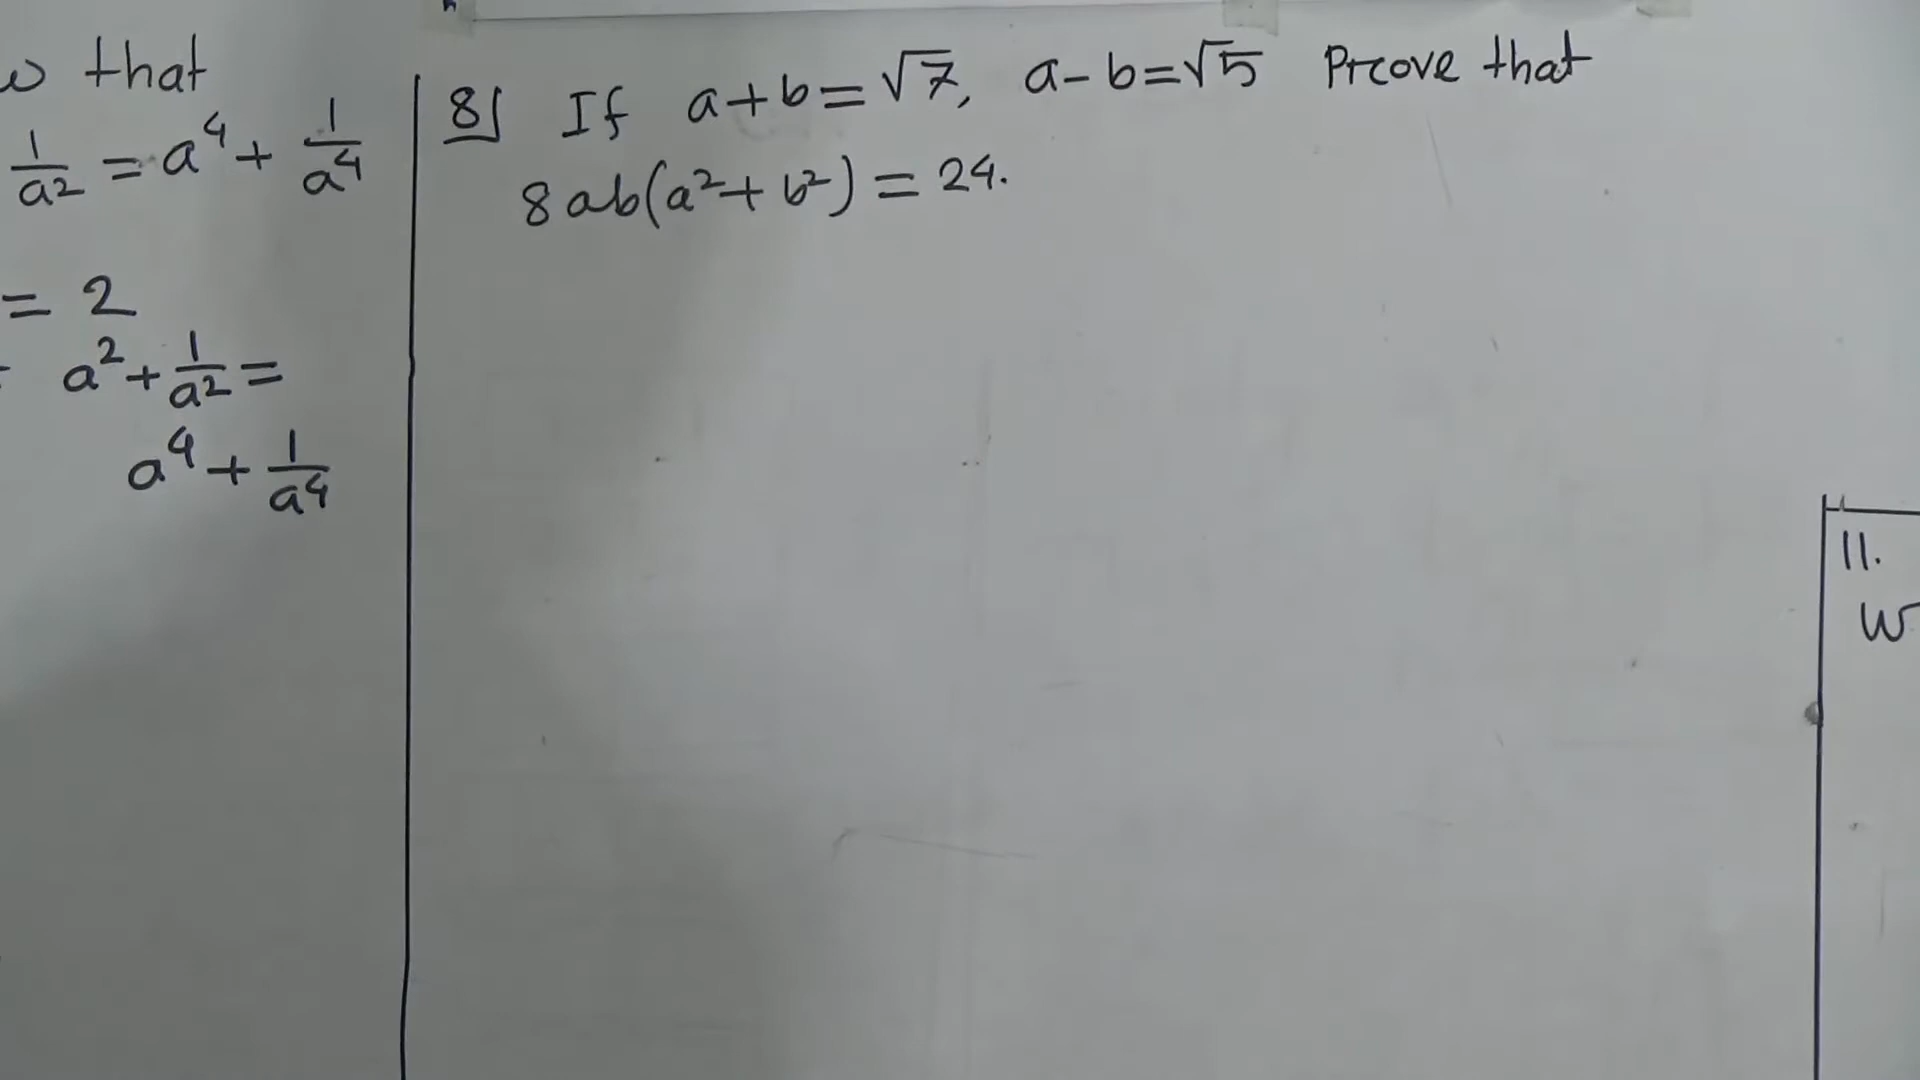 that
1/a2 = a⁴ + 1/a⁴
= 2
a² + 1/a2 =
a⁴ + 1/a⁴
8 If a+b=√7, a-b=√5 Prove that
8ab(a²+b²) = 24.
11.
W